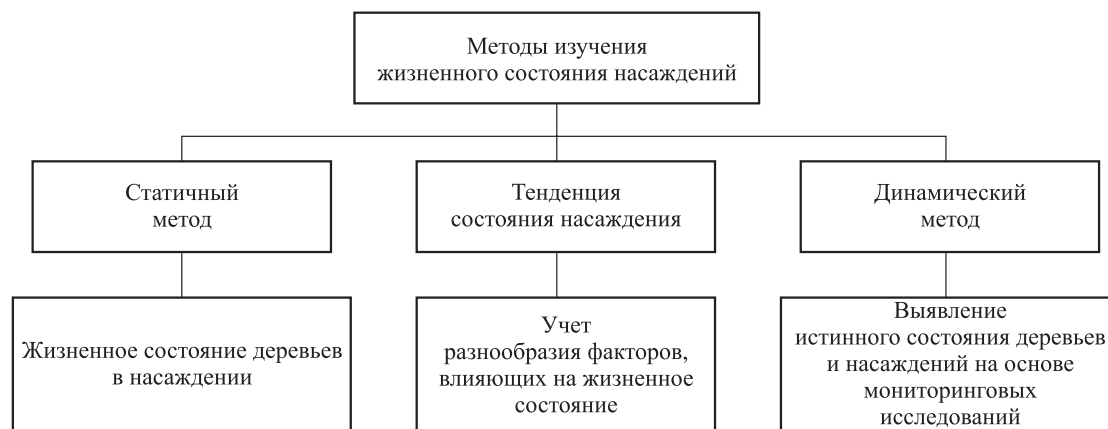 Методы изучения
жизненного состояния насаждений
Статичный
метод
Тенденция
состояния насаждения
Динамический
метод
Жизненное состояние деревьев
в насаждении
Учет
разнообразия факторов,
влияющих на жизненное
состояние
Выявление
истинного состояния деревьев
и насаждений на основе
мониторинговых
исследований